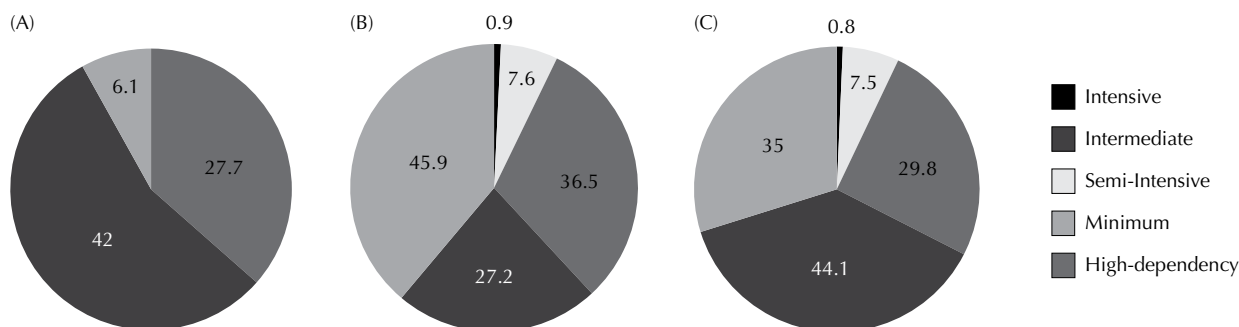 (A)
6.1
27.7
42
(B)
0.9
7.6
45.9
36.5
27.2
(C)
0.8
7.5
35
29.8
44.1
Intensive
Intermediate
Semi-Intensive
Minimum
High-dependency